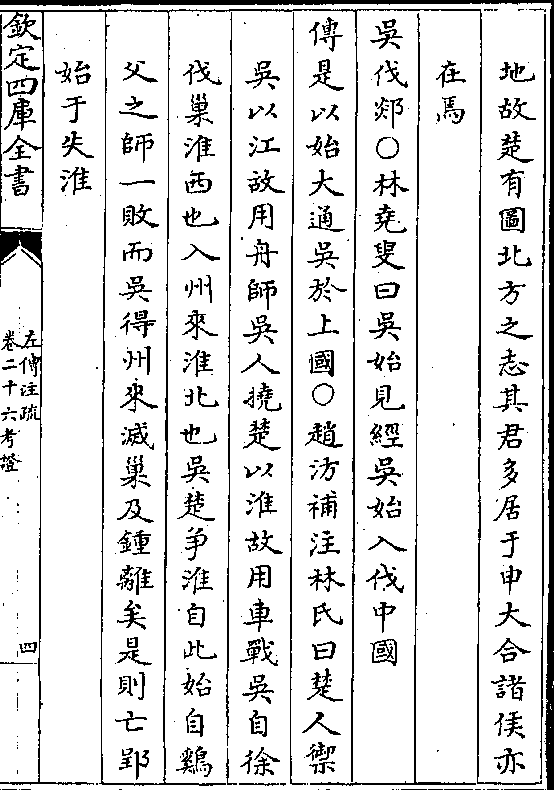 地故楚有圖北方之志其君多居于申大合諸侯亦
在焉
吳伐郯○林堯叟曰吳始見經吳始入伐中國
傳是以始大通吳於上國○趙汸補注林氏曰楚人禦
吳以江故用舟師吳人撓楚以淮故用車戰吳自徐
伐巢淮西也入州來淮北也吳楚爭淮自此始自鷄
父之師一敗而吳得州來滅巢及鍾離矣是則亡郢
始于失淮
欽定四庫全書
左傳注疏
卷二十六考證
四